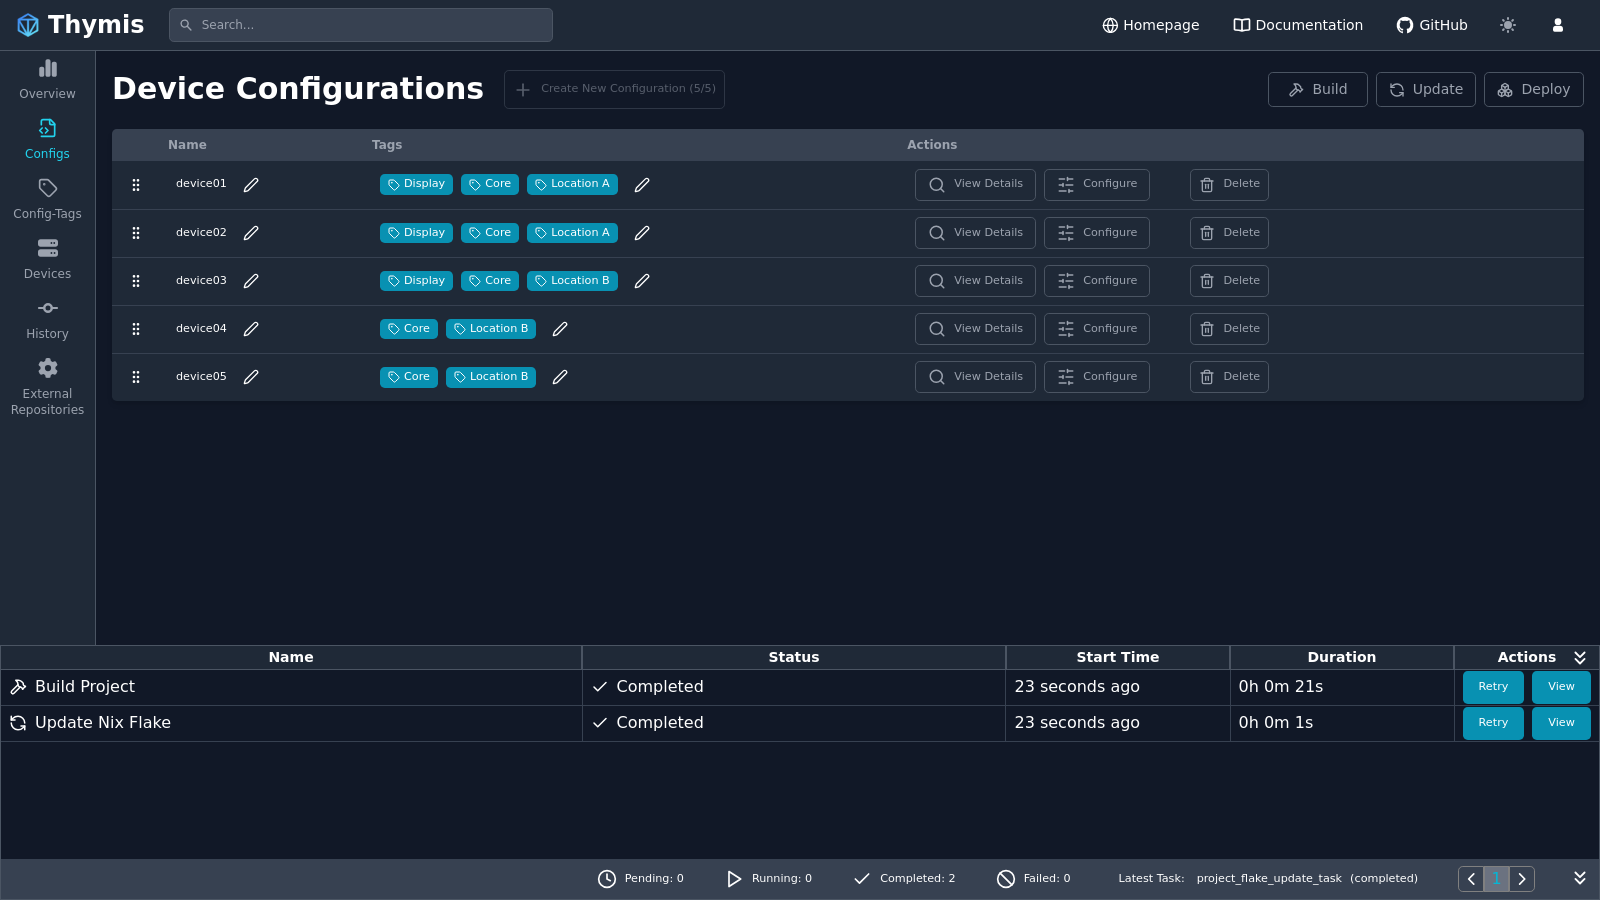 Thymis
Search...
Homepage
Documentation
GitHub
Overview
Configs
Config-Tags
Devices
History
External
Repositories
Device Configurations
Create New Configuration (5/5)
Build
Update
Deploy
Name Tags Actions
device01 Display Core Location A View Details Configure Delete
device02 Display Core Location A View Details Configure Delete
device03 Display Core Location B View Details Configure Delete
device04 Core Location B View Details Configure Delete
device05 Core Location B View Details Configure Delete
Name Status Start Time Duration Actions
Build Project Completed 23 seconds ago 0h 0m 21s Retry View
Update Nix Flake Completed 23 seconds ago 0h 0m 1s Retry View
Pending: 0 Running: 0 Completed: 2 Failed: 0 Latest Task: project_flake_update_task (completed) 1